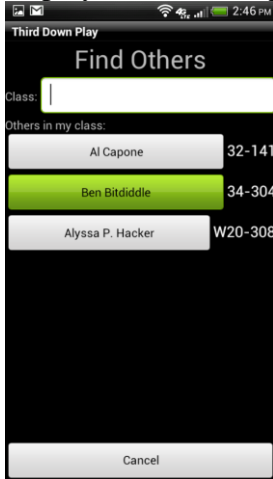 2:46 PM
Third Down Play
Find Others
Class:
Others in my class:
Al Capone 32-141
Ben Bitdiddle 34-304
Alyssa P. Hacker W20-308
Cancel